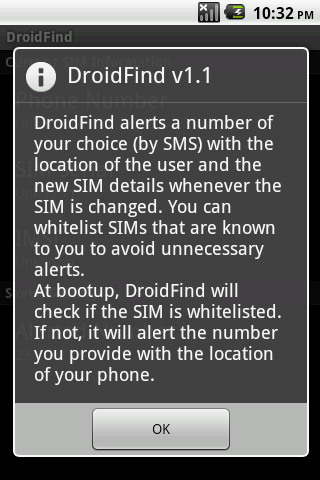 10:32 PM
DroidFind
DroidFind v1.1
Phone Number
DroidFind alerts a number of
your choice (by SMS) with the
location of the user and the
new SIM details whenever the
SIM is changed. You can
whitelist SIMs that are known
to you to avoid unnecessary
alerts.
At bootup, DroidFind will
check if the SIM is whitelisted.
If not, it will alert the number
you provide with the location
of your phone.
OK